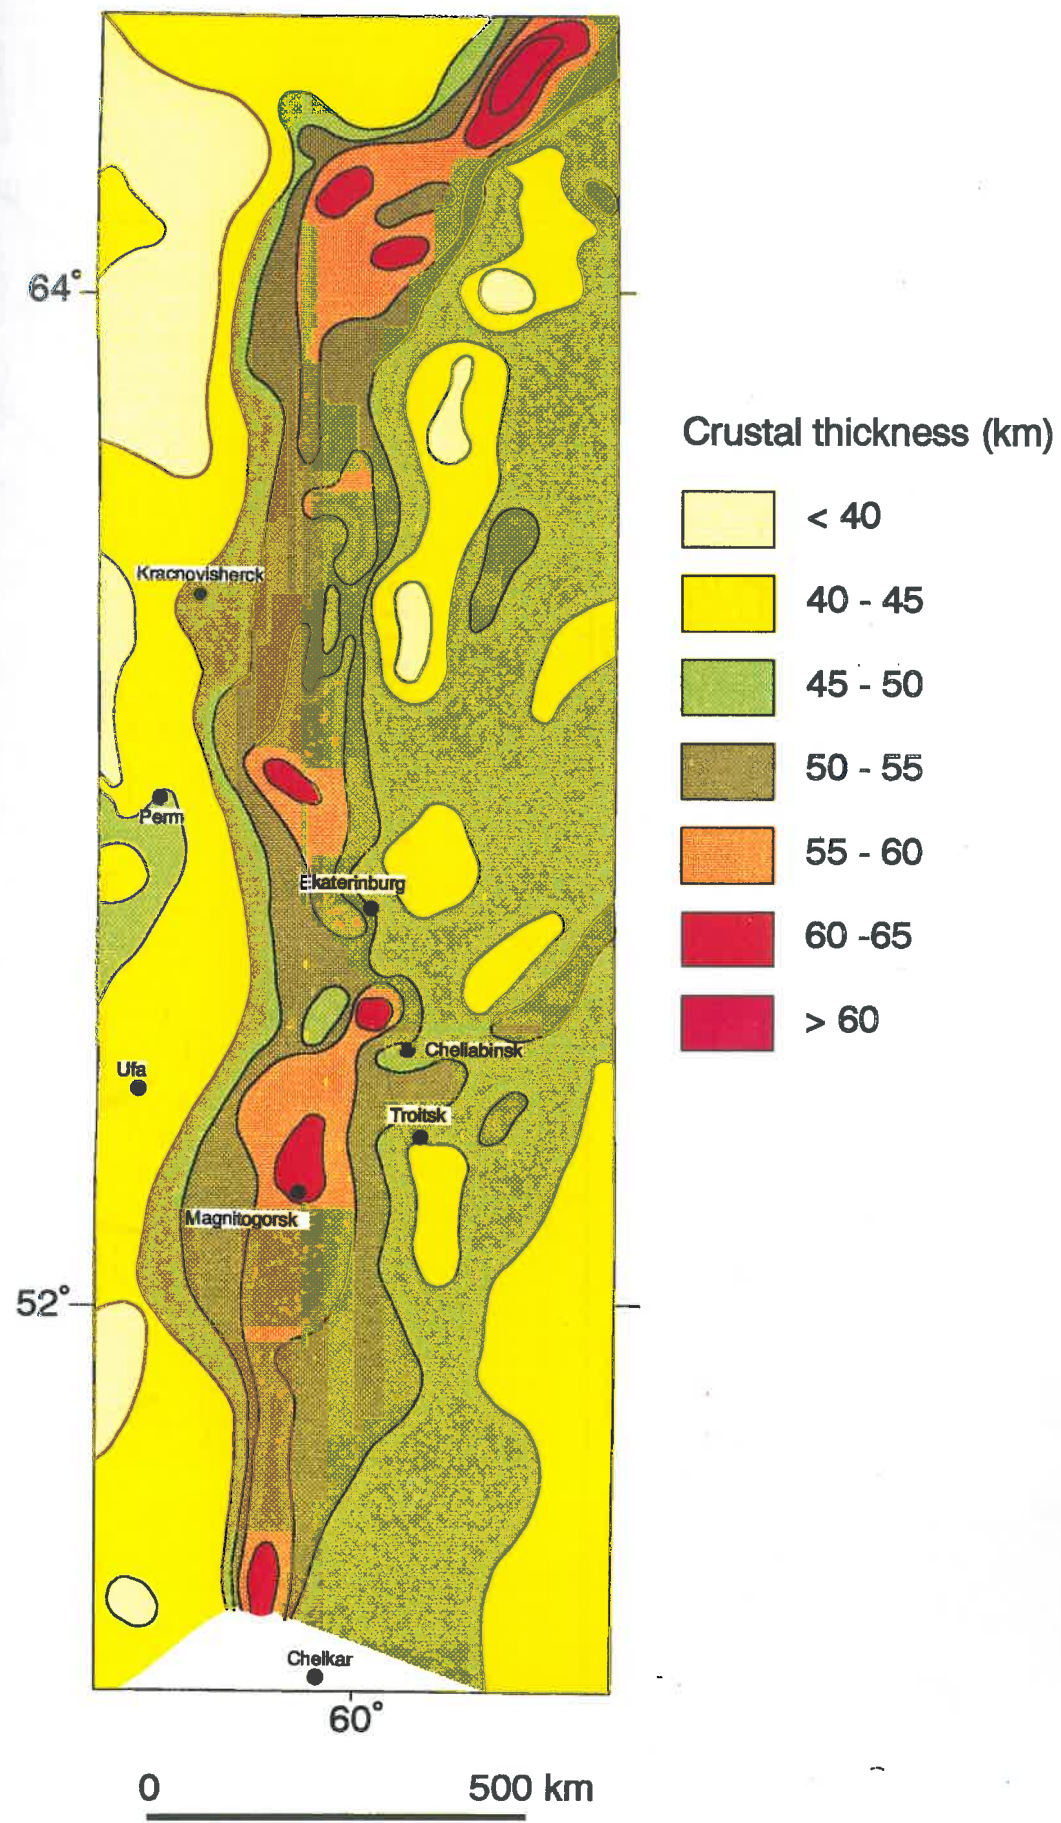 64°
Crustal thickness (km)
< 40
40 - 45
Kracnovisherck
45 - 50
50 - 55
Perm
55 - 60
Ekaterinburg
60 -65
> 60
Cheliabinsk
Ufa
Troitsk
Magnitogorsk
52°
Chelkar
60°
0 500 km